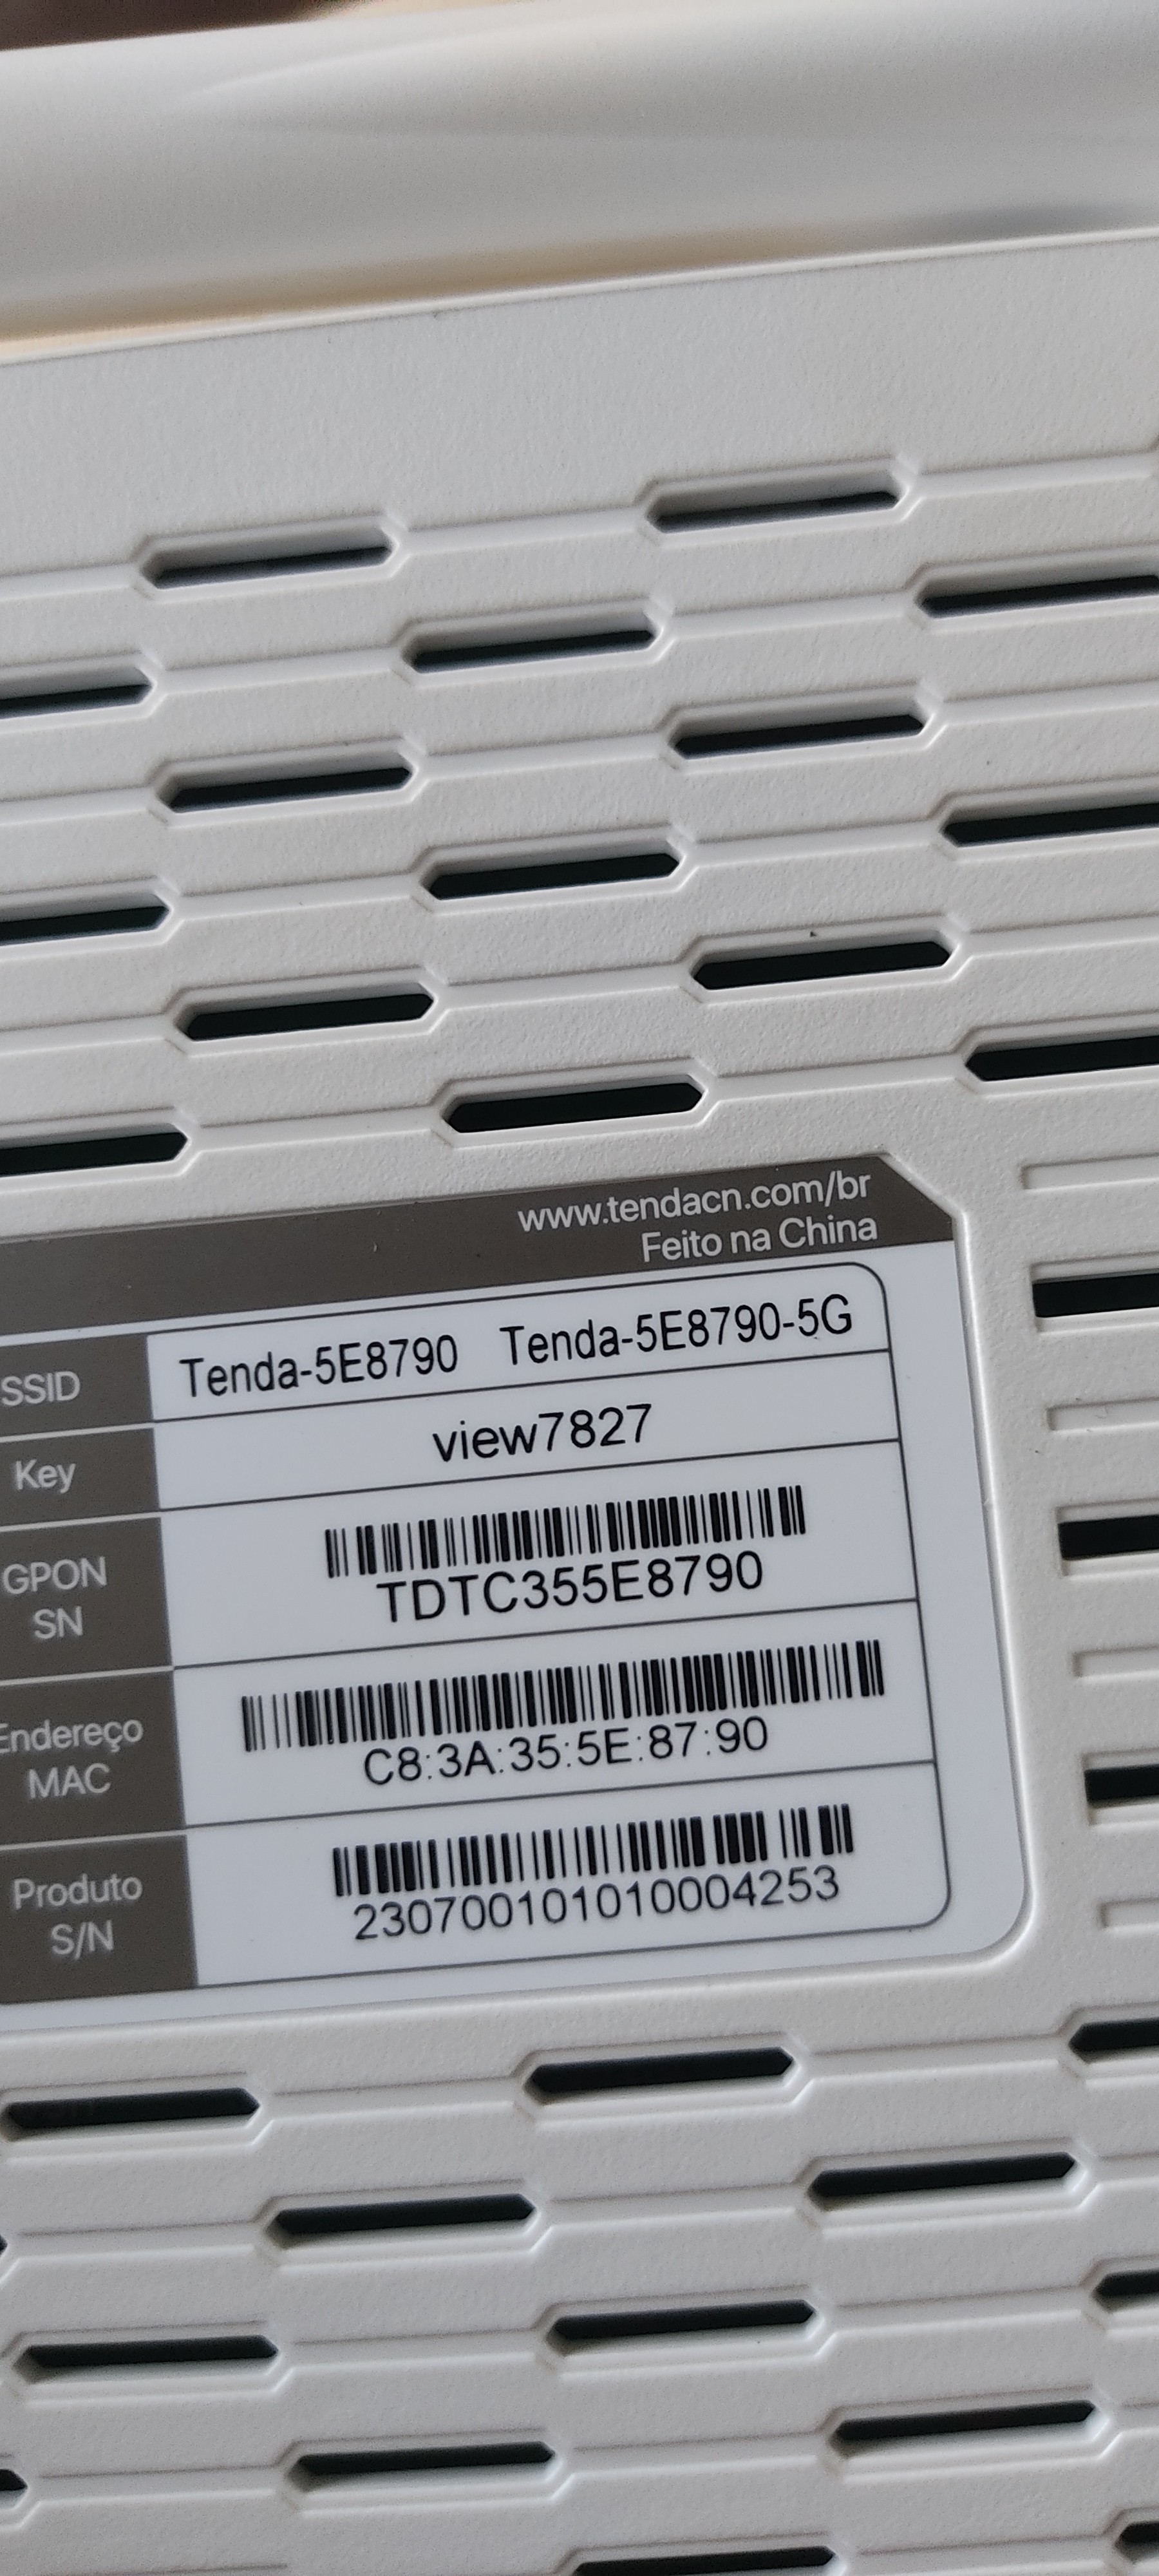 www.tendacn.com/br
Feito na China
SSID Tenda-5E8790 Tenda-5E8790-5G
Key view7827
GPON SN TDTC355E8790
Endereço MAC C8:3A:35:5E:87:90
Produto S/N 230700101010004253